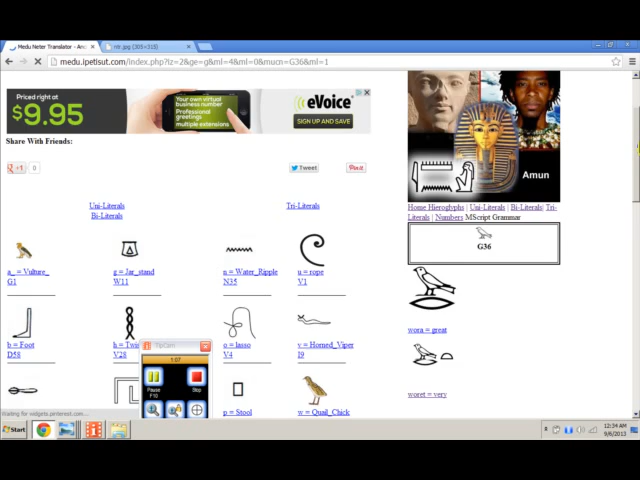 Medu Neter Translator - An
ntr.jpg (305×315)
medu.ipetisut.com/index.php?iz=2&ge=g&ml=4&ml=0&mucn=G36&ml=1
Priced right at
$9.95
Your own virtual
business number
Professional
greetings
multiple extensions
eVoice
SIGN UP AND SAVE
Share With Friends:
+1
0
Tweet
Pin it
Uni-Literals
Bi-Literals
Tri-Literals
a_ = Vulture_
G1
g = Jar_stand
W11
n = Water_Ripple
N35
u = rope
V1
b = Foot
D58
h = Twis
V28
o = lasso
V4
v = Horned_Viper
I9
p = Stool
w = Quail_Chick
TipCam
1:07
Pause
F10
Stop
Amun
Home Hieroglyphs | Uni-Literals | Bi-Literals| Tri-
Literals | Numbers MScript Grammar
G36
wora = great
woret = very
Waiting for widgets.pinterest.com...
Start
12:34 AM
9/6/2013